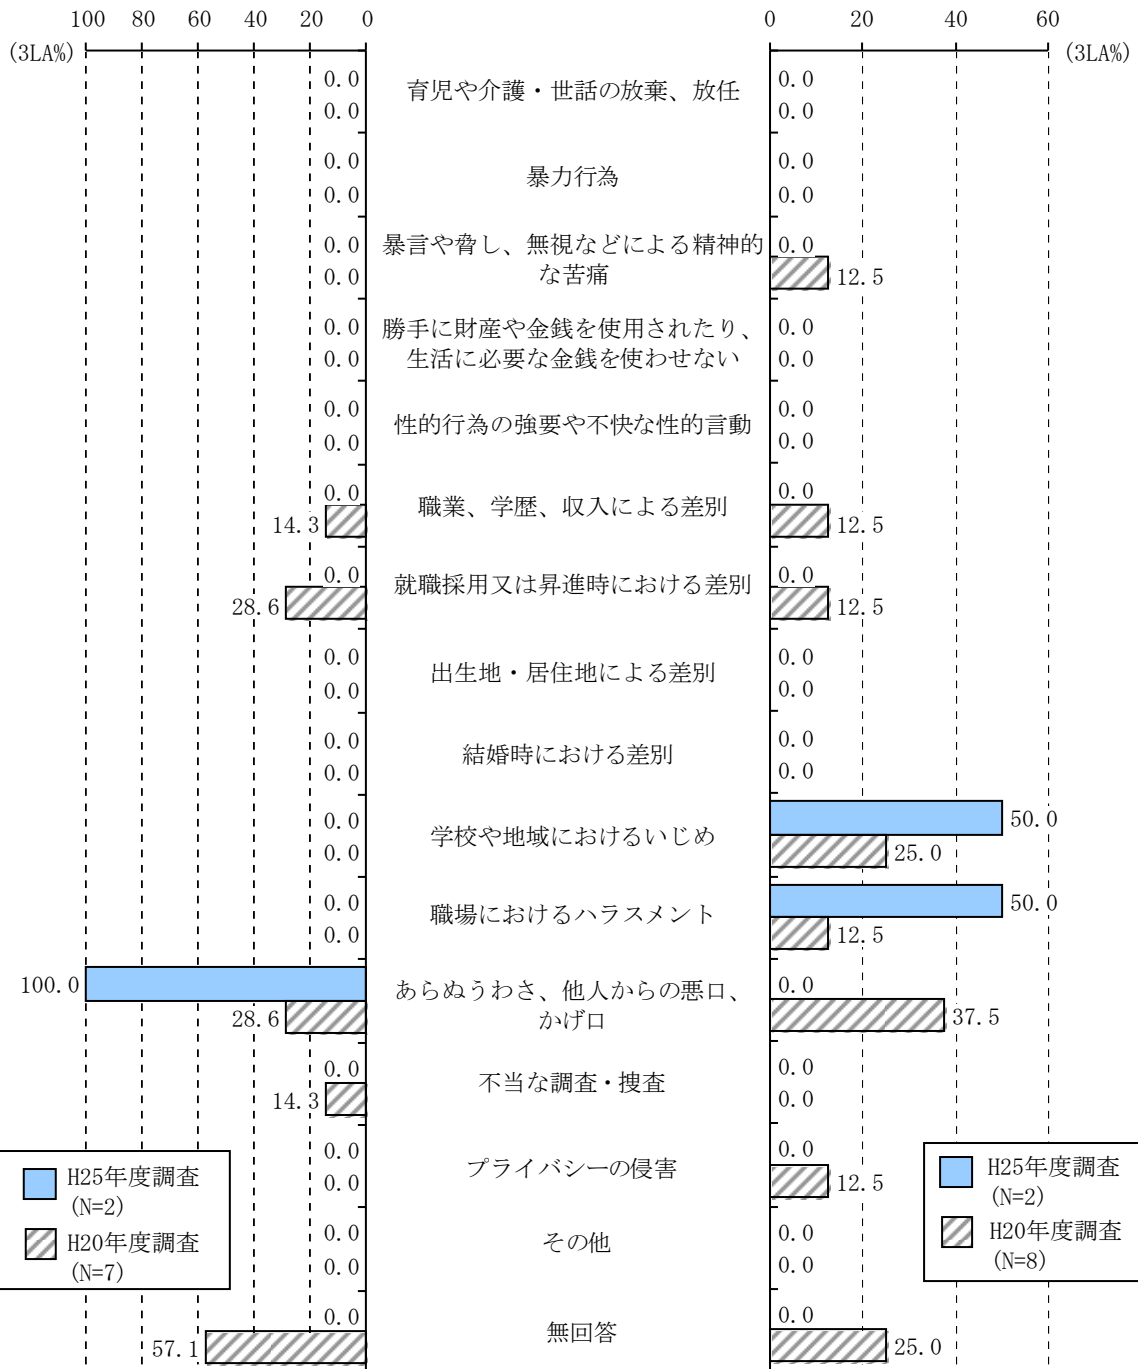 100 80 60 40 20 0
0 20 40 60
(3LA%)
(3LA%)
0.0 育児や介護・世話の放棄、放任 0.0
0.0 0.0
0.0 暴力行為 0.0
0.0 0.0
0.0 暴言や脅し、無視などによる精神的 0.0
0.0 な苦痛 12.5
0.0 勝手に財産や金銭を使用されたり、 0.0
0.0 生活に必要な金銭を使わせない 0.0
0.0 性的行為の強要や不快な性的言動 0.0
0.0 0.0
0.0 職業、学歴、収入による差別 0.0
14.3 12.5
0.0 就職採用又は昇進時における差別 0.0
28.6 12.5
0.0 出生地・居住地による差別 0.0
0.0 0.0
0.0 結婚時における差別 0.0
0.0 0.0
0.0 学校や地域におけるいじめ 50.0
0.0 25.0
0.0 職場におけるハラスメント 50.0
0.0 12.5
100.0 あらぬうわさ、他人からの悪口、 0.0
28.6 かげ口 37.5
0.0 不当な調査・捜査 0.0
14.3 0.0
0.0 プライバシーの侵害 0.0
0.0 12.5
0.0 その他 0.0
0.0 0.0
0.0 無回答 0.0
57.1 25.0
H25年度調査
(N=2)
H20年度調査
(N=7)
H25年度調査
(N=2)
H20年度調査
(N=8)